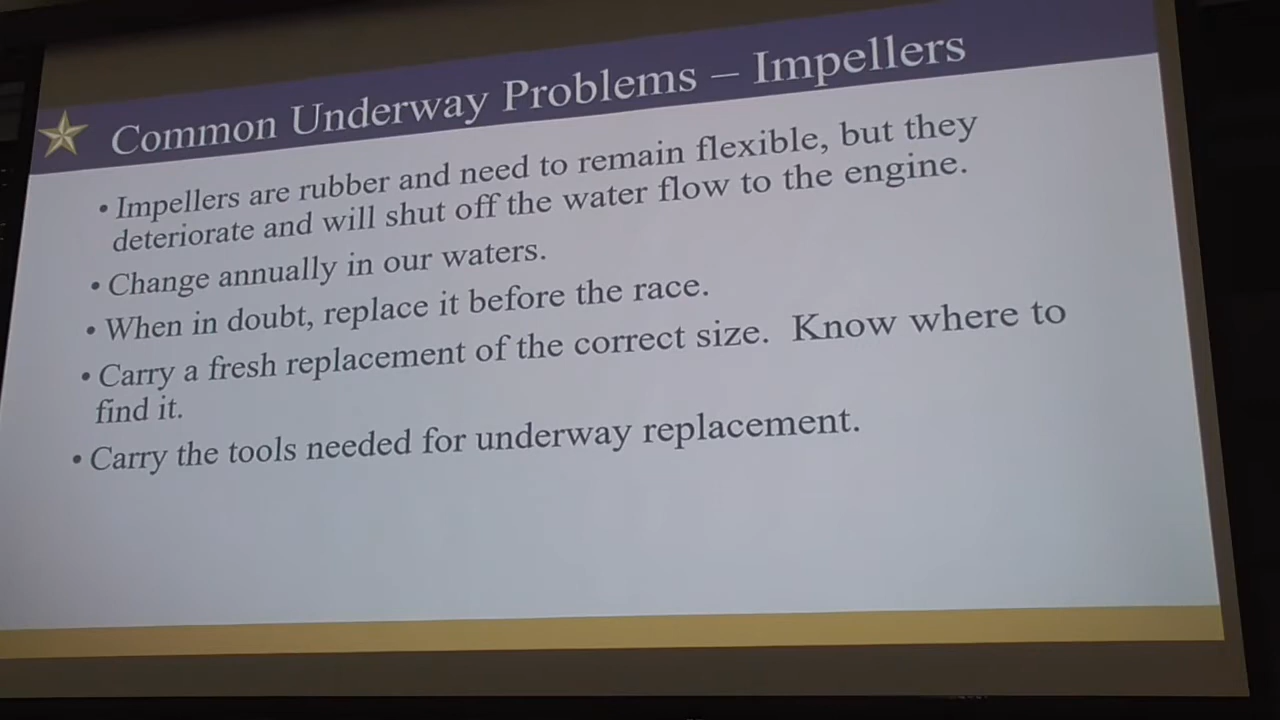 Common Underway Problems – Impellers
• Impellers are rubber and need to remain flexible, but they
deteriorate and will shut off the water flow to the engine.
• Change annually in our waters.
• When in doubt, replace it before the race.
• Carry a fresh replacement of the correct size.  Know where to
find it.
• Carry the tools needed for underway replacement.